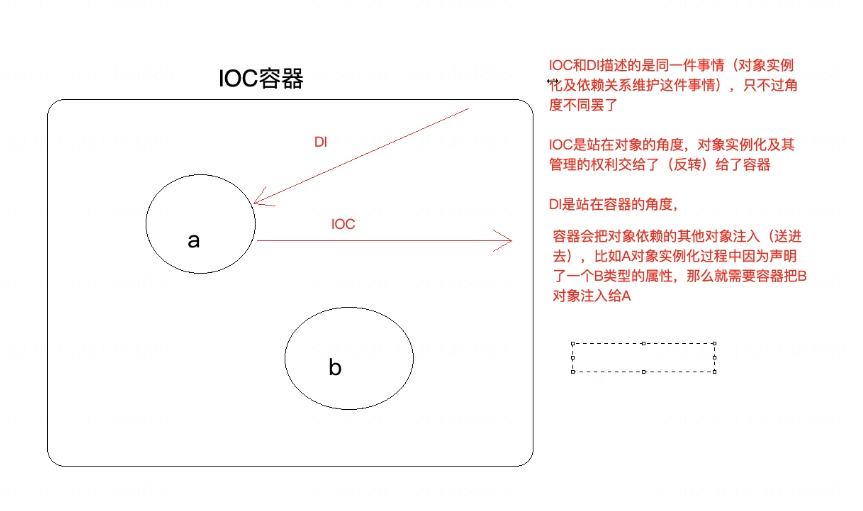 IOC容器
DI
a
IOC
b
IOC和DI描述的是同一件事情（对象实例
化及依赖关系维护这件事情），只不过角
度不同罢了
IOC是站在对象的角度，对象实例化及其
管理的权利交给了（反转）给了容器
DI是站在容器的角度，
容器会把对象依赖的其他对象注入（送进
去），比如A对象实例化过程中因为声明
了一个B类型的属性，那么就需要容器把B
对象注入给A